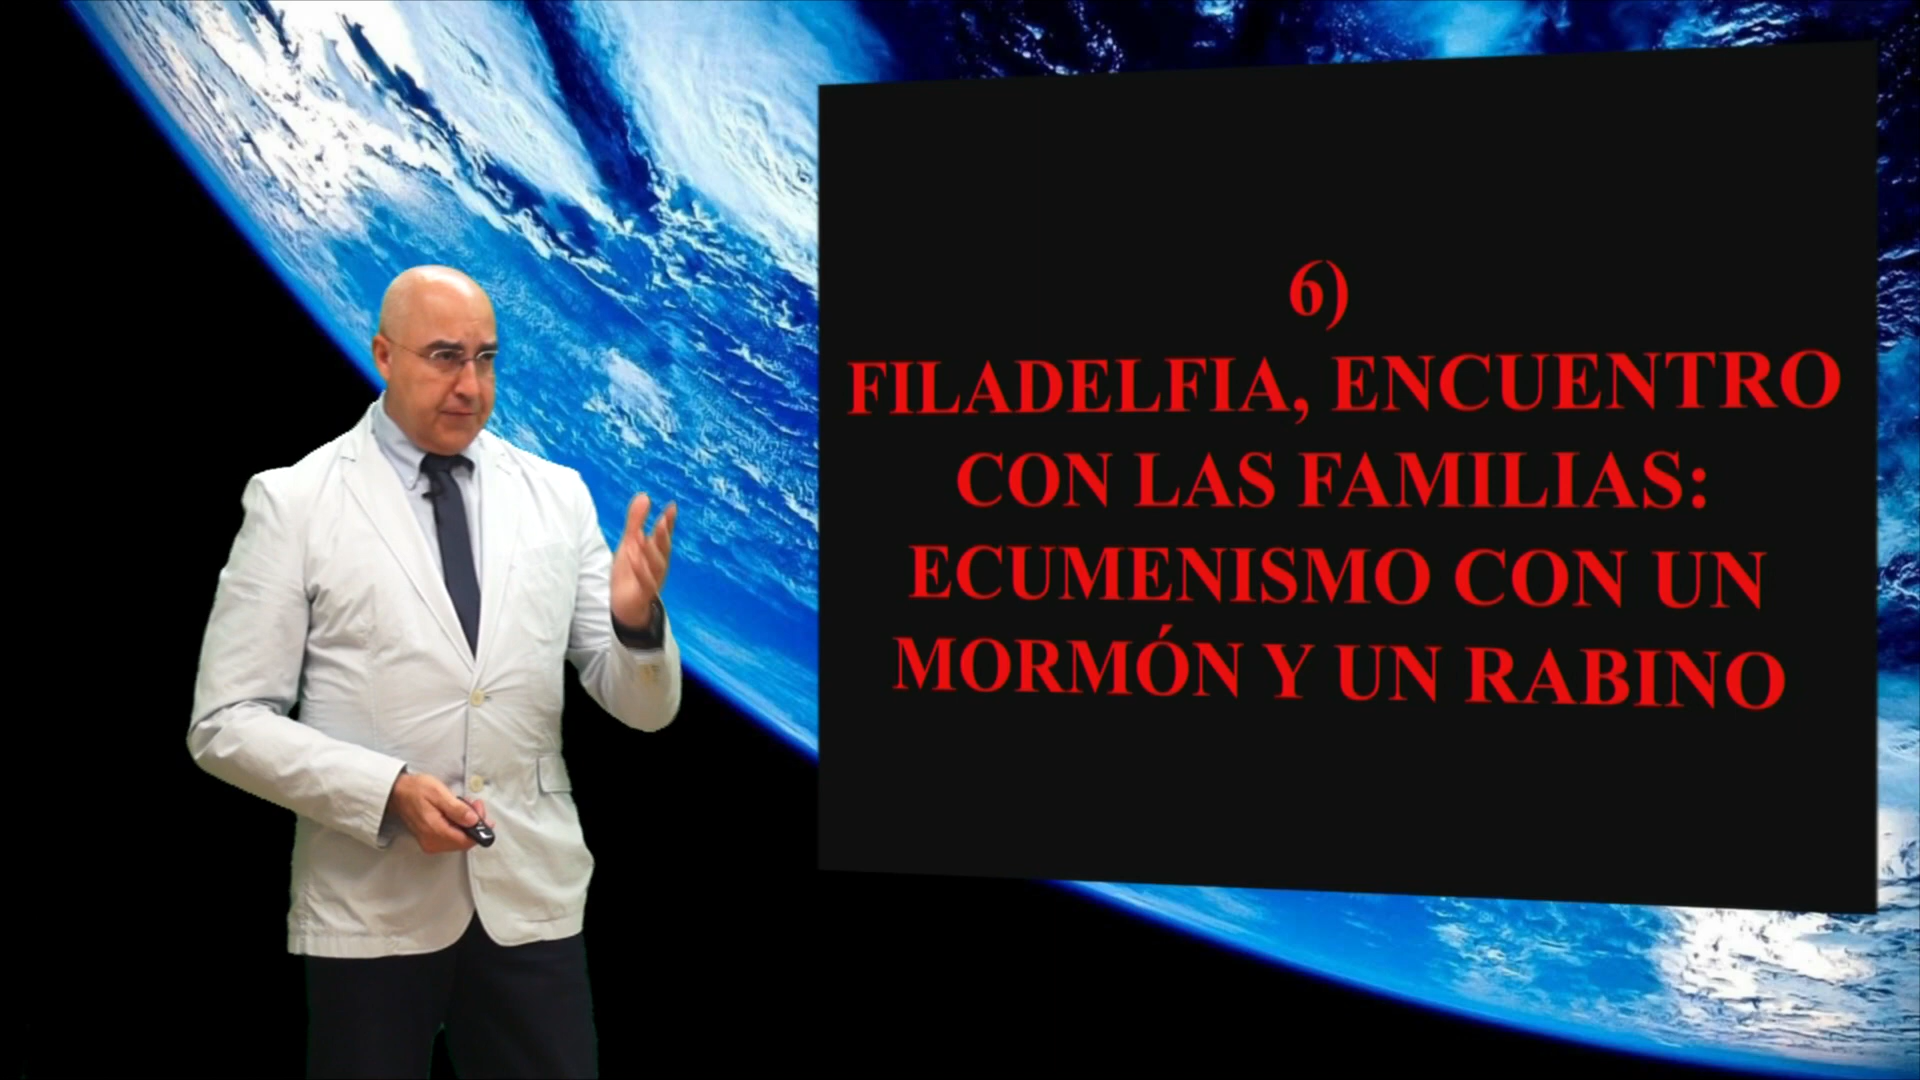 6)
FILADELFIA, ENCUENTRO
CON LAS FAMILIAS:
ECUMENISMO CON UN
MORMÓN Y UN RABINO